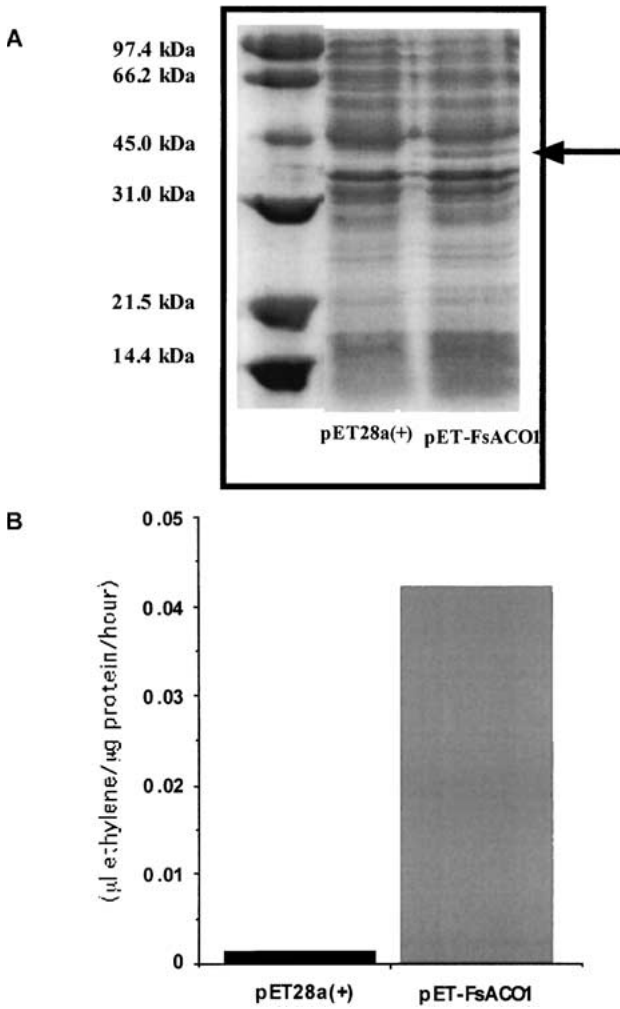 A
97.4 kDa
66.2 kDa
45.0 kDa
31.0 kDa
21.5 kDa
14.4 kDa
pET28a(+) pET-FsACO1
B
(µl ethylene/µg protein/hour)
0.05
0.04
0.03
0.02
0.01
0
pET28a(+) pET-FsACO1